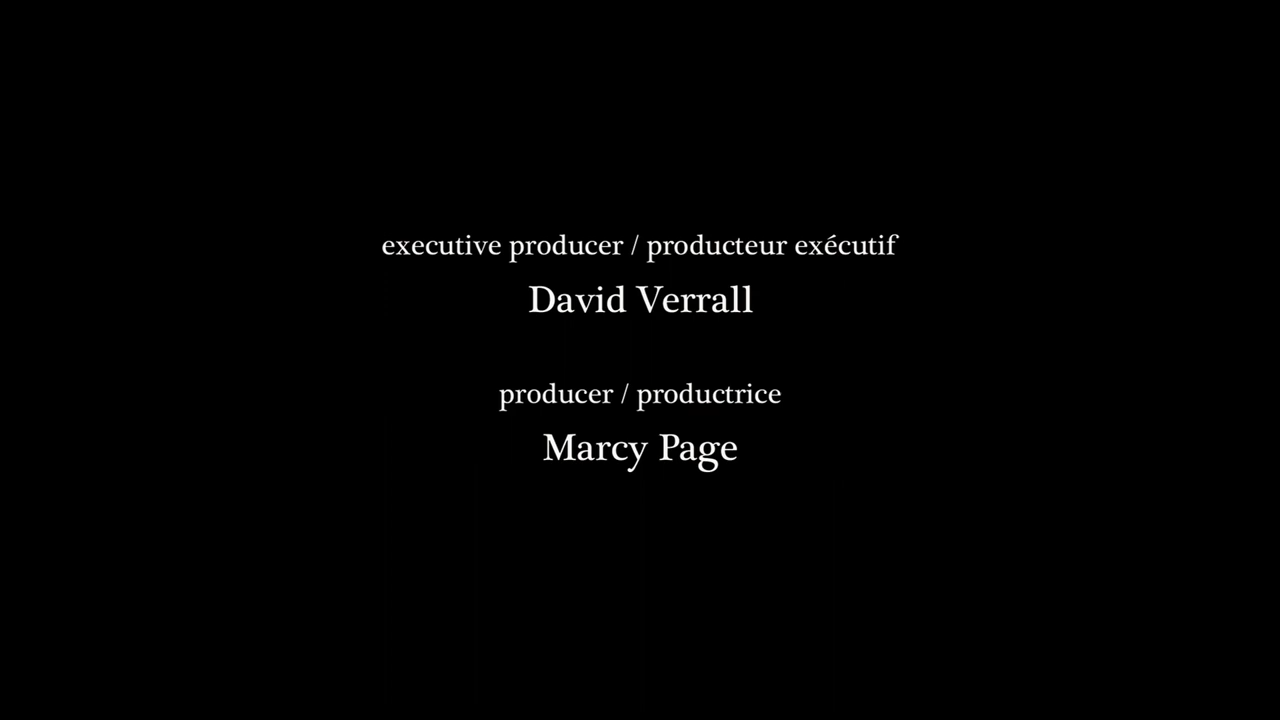 executive producer / producteur exécutif
David Verrall
producer / productrice
Marcy Page